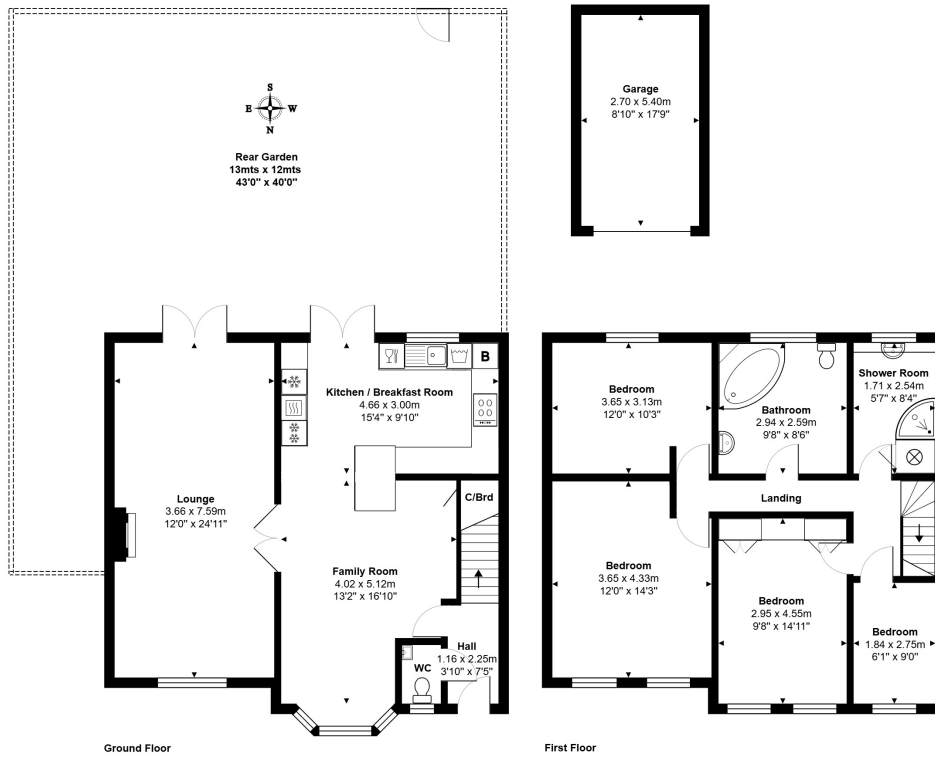 S
E W
N
Rear Garden
13mts x 12mts
43'0" x 40'0"
Garage
2.70 x 5.40m
8'10" x 17'9"
Kitchen / Breakfast Room
4.66 x 3.00m
15'4" x 9'10"
B
Lounge
3.66 x 7.59m
12'0" x 24'11"
C/Brd
Family Room
4.02 x 5.12m
13'2" x 16'10"
Hall
1.16 x 2.25m
3'10" x 7'5"
WC
Ground Floor
Bedroom
3.65 x 3.13m
12'0" x 10'3"
Bathroom
2.94 x 2.59m
9'8" x 8'6"
Shower Room
1.71 x 2.54m
5'7" x 8'4"
Landing
Bedroom
3.65 x 4.33m
12'0" x 14'3"
Bedroom
2.95 x 4.55m
9'8" x 14'11"
Bedroom
1.84 x 2.75m
6'1" x 9'0"
First Floor